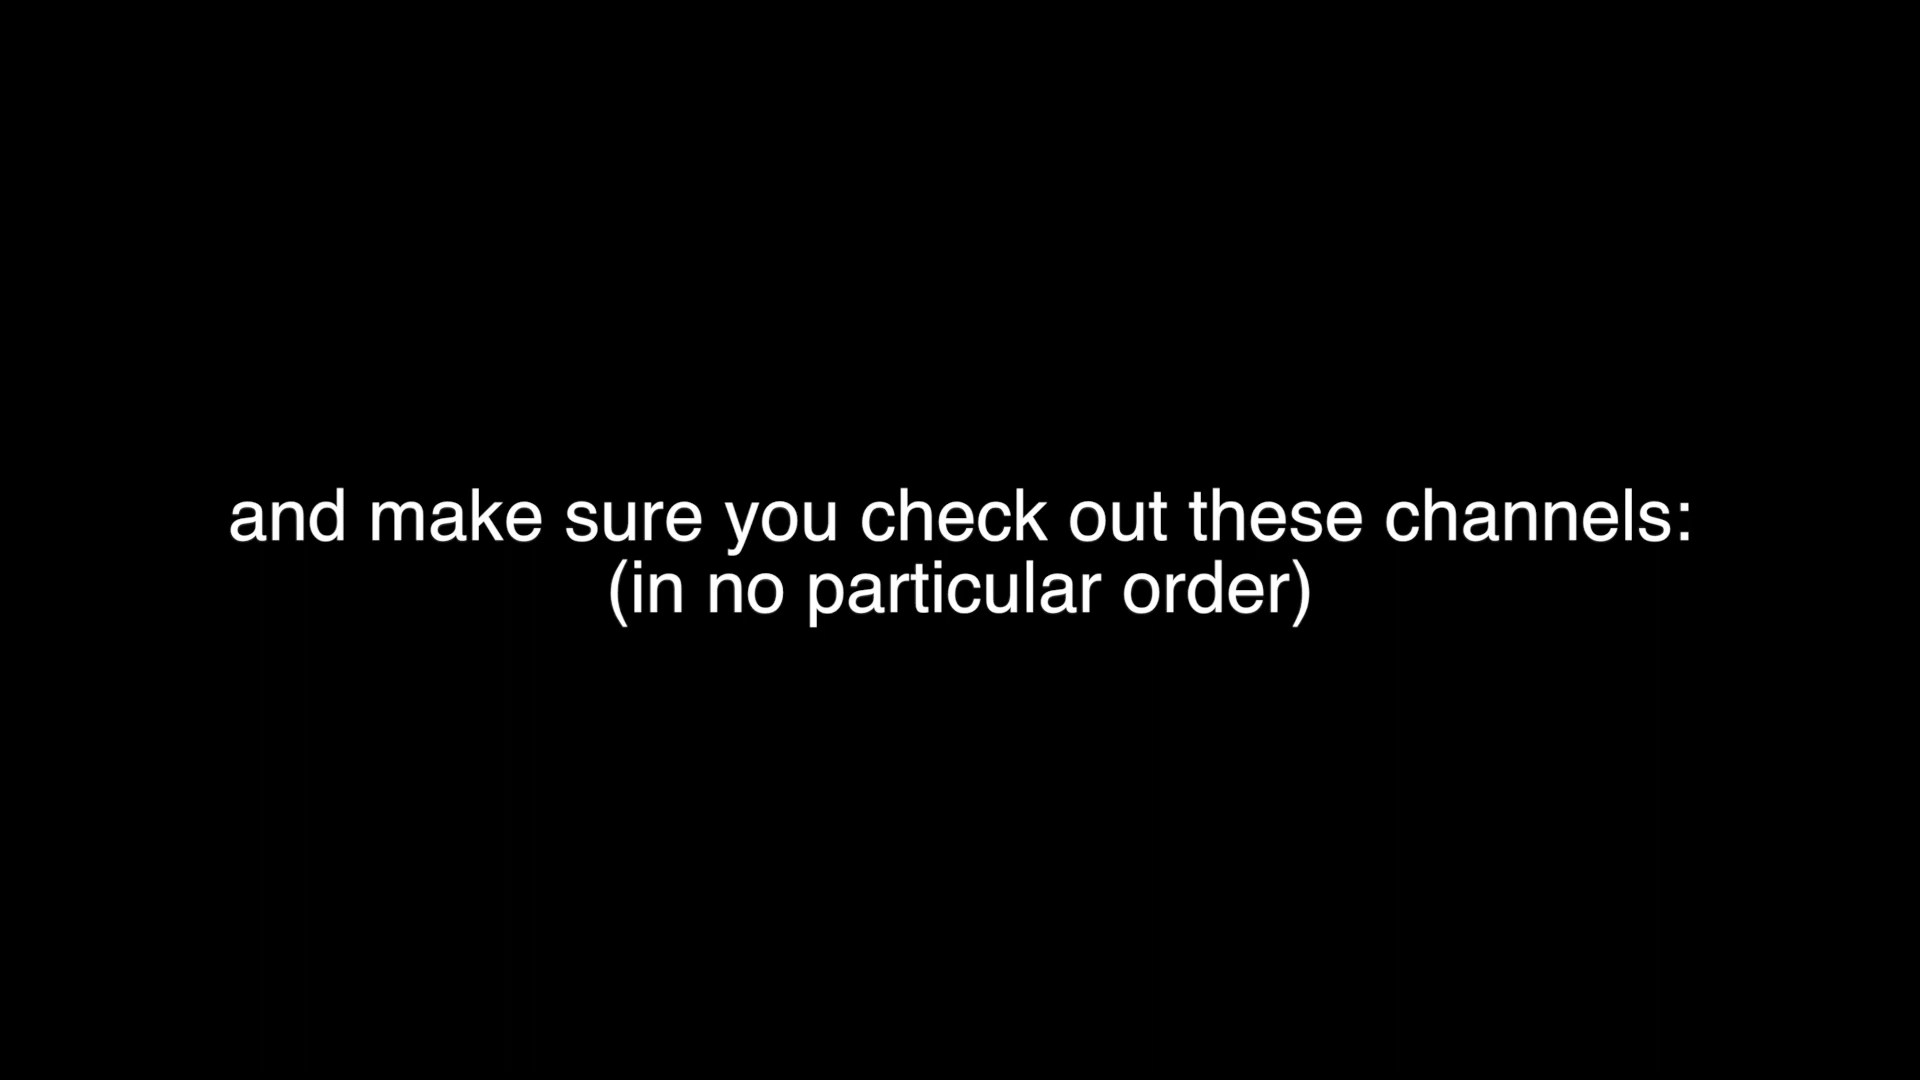 and make sure you check out these channels:
(in no particular order)